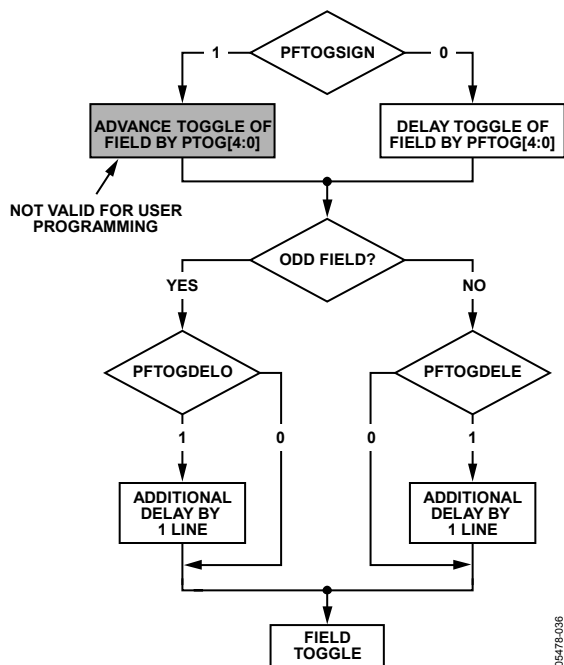 PFTOGSIGN
1
0
ADVANCE TOGGLE OF
FIELD BY PTOG[4:0]
DELAY TOGGLE OF
FIELD BY PFTOG[4:0]
NOT VALID FOR USER
PROGRAMMING
ODD FIELD?
YES
NO
PFTOGDELO
PFTOGDELE
1
0
0
1
ADDITIONAL
DELAY BY
1 LINE
ADDITIONAL
DELAY BY
1 LINE
FIELD
TOGGLE
05478-036